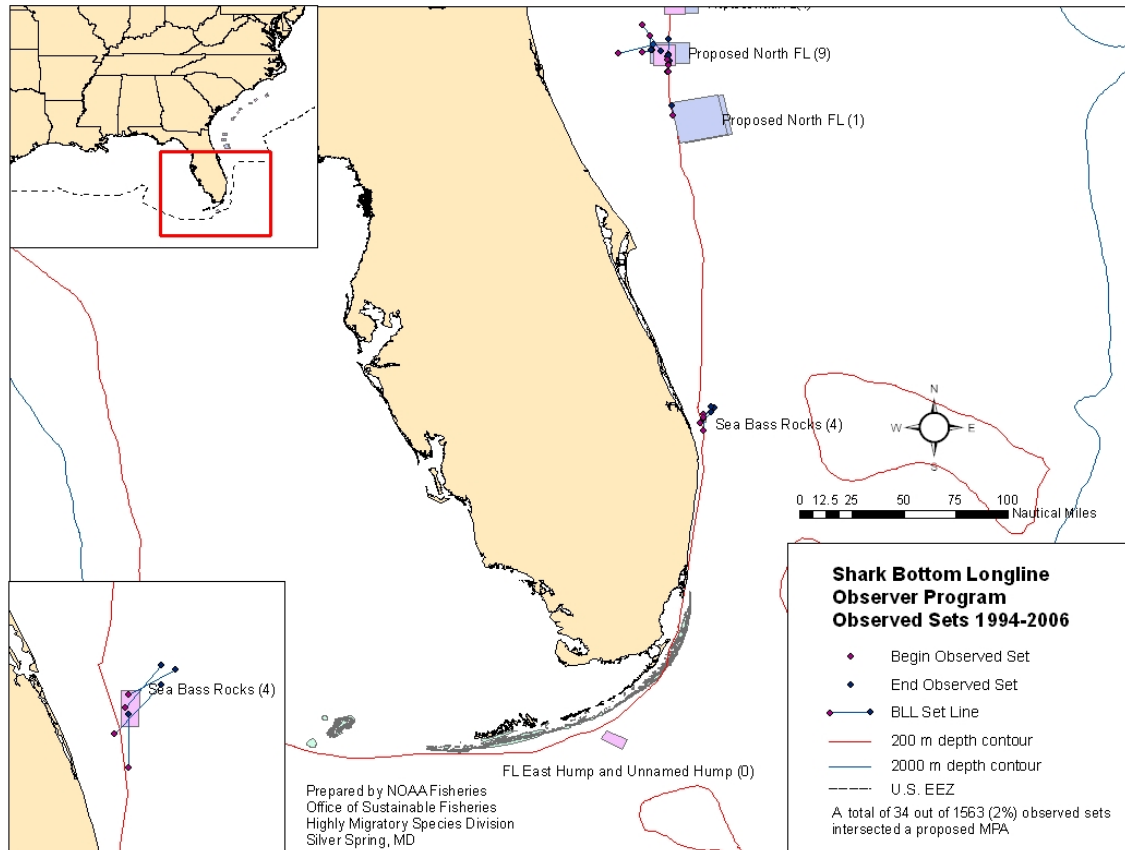 Proposed North FL (9)
Proposed North FL (1)
N
W
E
S
Sea Bass Rocks (4)
0 12.5 25 50 75 100
Nautical Miles
Sea Bass Rocks (4)
FL East Hump and Unnamed Hump (0)
Prepared by NOAA Fisheries
Office of Sustainable Fisheries
Highly Migratory Species Division
Silver Spring, MD
Shark Bottom Longline
Observer Program
Observed Sets 1994-2006
Begin Observed Set
End Observed Set
BLL Set Line
200 m depth contour
2000 m depth contour
U.S. EEZ
A total of 34 out of 1563 (2%) observed sets
intersected a proposed MPA